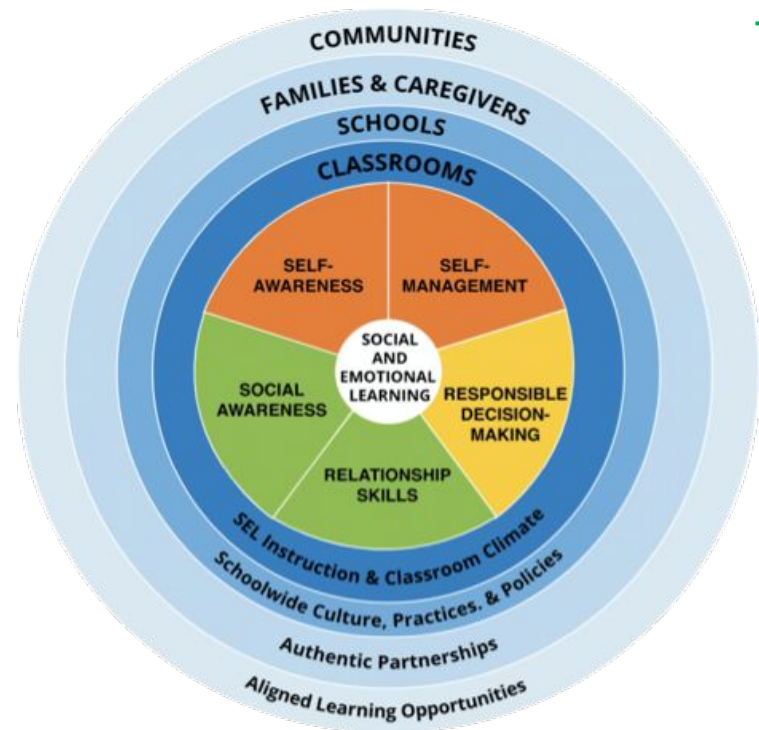 COMMUNITIES
FAMILIES & CAREGIVERS
SCHOOLS
CLASSROOMS
SELF-
AWARENESS
SELF-
MANAGEMENT
SOCIAL
AND
EMOTIONAL
LEARNING
SOCIAL
AWARENESS
RESPONSIBLE
DECISION-
MAKING
RELATIONSHIP
SKILLS
SEL Instruction & Classroom Climate
Schoolwide Culture, Practices. & Policies
Authentic Partnerships
Aligned Learning Opportunities